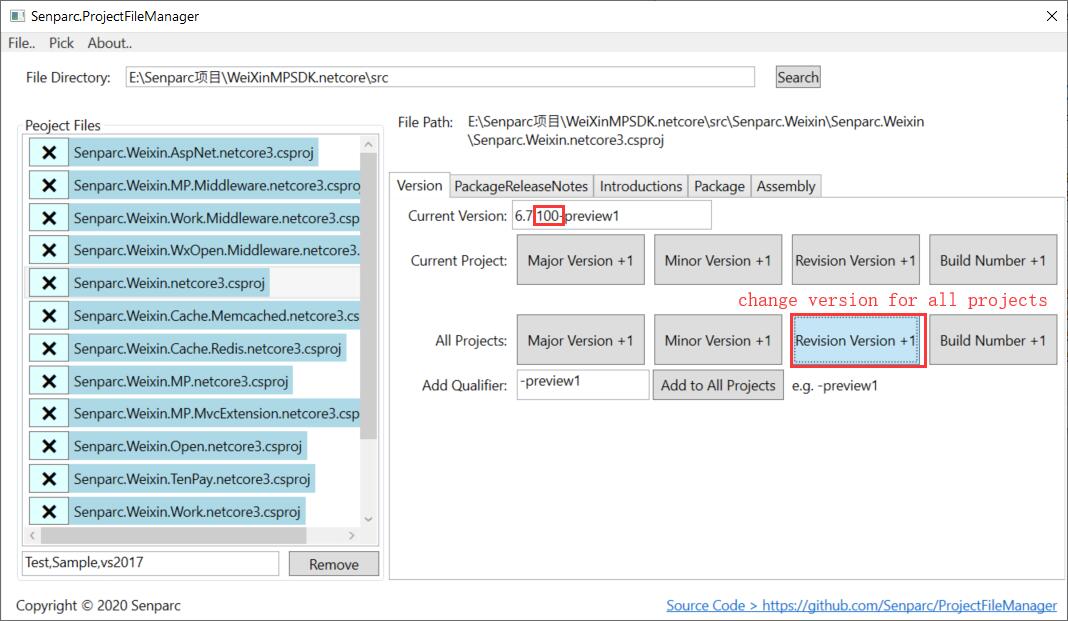 Senparc.ProjectFileManager
File.. Pick About..
File Directory: E:\Senparc项目\WeiXinMPSDK.netcore\src Search
Peoject Files
Senparc.Weixin.AspNet.netcore3.csproj
Senparc.Weixin.MP.Middleware.netcore3.csproj
Senparc.Weixin.Work.Middleware.netcore3.csp
Senparc.Weixin.WxOpen.Middleware.netcore3.
Senparc.Weixin.netcore3.csproj
Senparc.Weixin.Cache.Memcached.netcore3.cs
Senparc.Weixin.Cache.Redis.netcore3.csproj
Senparc.Weixin.MP.netcore3.csproj
Senparc.Weixin.MP.MvcExtension.netcore3.csp
Senparc.Weixin.Open.netcore3.csproj
Senparc.Weixin.TenPay.netcore3.csproj
Senparc.Weixin.Work.netcore3.csproj
Test,Sample,vs2017 Remove
File Path: E:\Senparc项目\WeiXinMPSDK.netcore\src\Senparc.Weixin\Senparc.Weixin
\Senparc.Weixin.netcore3.csproj
Version PackageReleaseNotes Introductions Package Assembly
Current Version: 6.7.100-preview1
Current Project: Major Version +1 Minor Version +1 Revision Version +1 Build Number +1
change version for all projects
All Projects: Major Version +1 Minor Version +1 Revision Version +1 Build Number +1
Add Qualifier: -preview1 Add to All Projects e.g. -preview1
Copyright © 2020 Senparc
Source Code > https://github.com/Senparc/ProjectFileManager